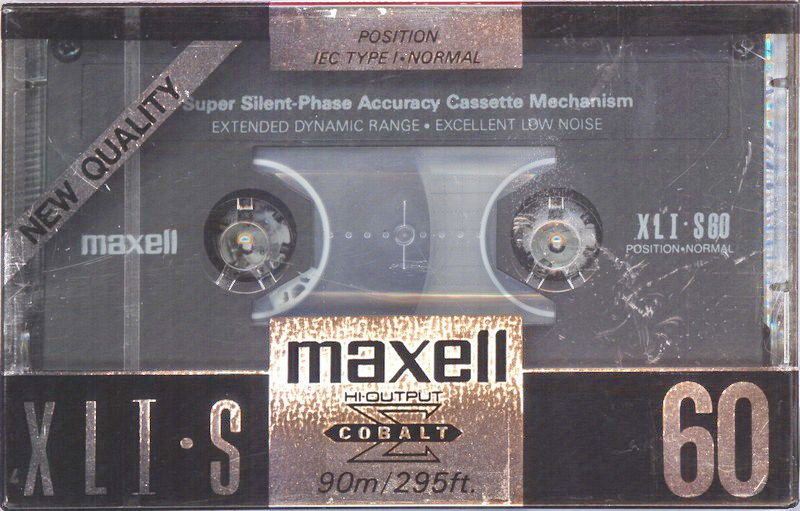 POSITION
IEC TYPE I•NORMAL
NEW QUALITY
Super Silent-Phase Accuracy Cassette Mechanism
EXTENDED DYNAMIC RANGE • EXCELLENT LOW NOISE
maxell
XLI·S60
POSITION•NORMAL
maxell
HI-OUTPUT
COBALT
90m/295ft.
XLI·S
60